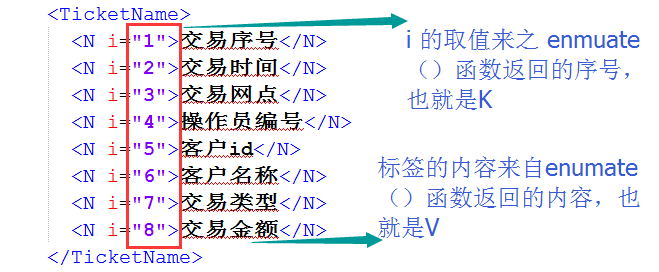 <TicketName>
<N i="1">交易序号</N>
<N i="2">交易时间</N>
<N i="3">交易网点</N>
<N i="4">操作员编号</N>
<N i="5">客户id</N>
<N i="6">客户名称</N>
<N i="7">交易类型</N>
<N i="8">交易金额</N>
</TicketName>
i 的取值来之 enmuate
（）函数返回的序号，
也就是K
标签的内容来自enumate
（）函数返回的内容，也
就是V